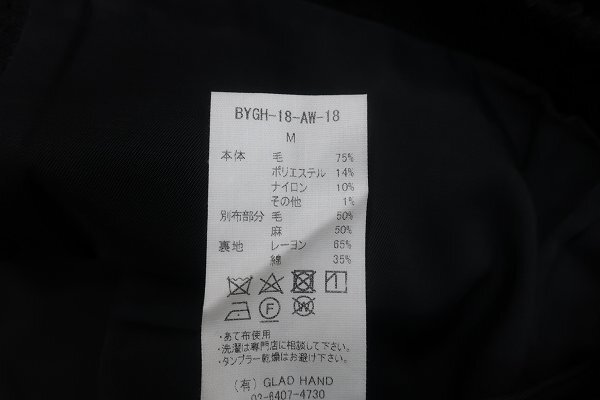 BYGH-18-AW-18
M
本体 毛 75%
ポリエステル 14%
ナイロン 10%
その他 1%
別布部分 毛 50%
麻 50%
裏地 レーヨン 65%
綿 35%
P F
・あて布使用
・洗濯は専門店に相談して下さい。
・タンブラー乾燥はお避け下さい。
(有) GLAD HAND
03-6407-4730